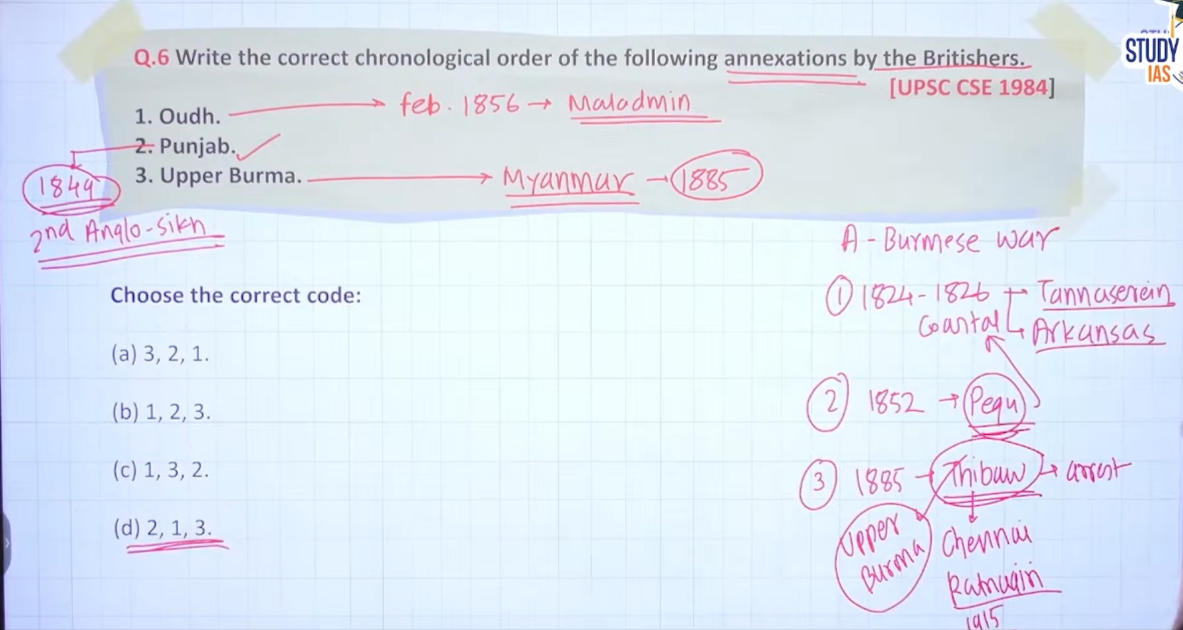 STUDY
IAS
Q.6 Write the correct chronological order of the following annexations by the Britishers.
[UPSC CSE 1984]
1. Oudh. feb. 1856 → Maladmin
2. Punjab.
3. Upper Burma. Myanmar → 1885
1849
2nd Anglo-Sikh
Choose the correct code:
(a) 3, 2, 1.
(b) 1, 2, 3.
(c) 1, 3, 2.
(d) 2, 1, 3.
A - Burmese war
① 1824-1826 → Tannaserein
Coastal → Arkansas
② 1852 → Pegu
③ 1885 → Thibaw → arrest
Upper Burma
Chennai
Ratnagiri
1915